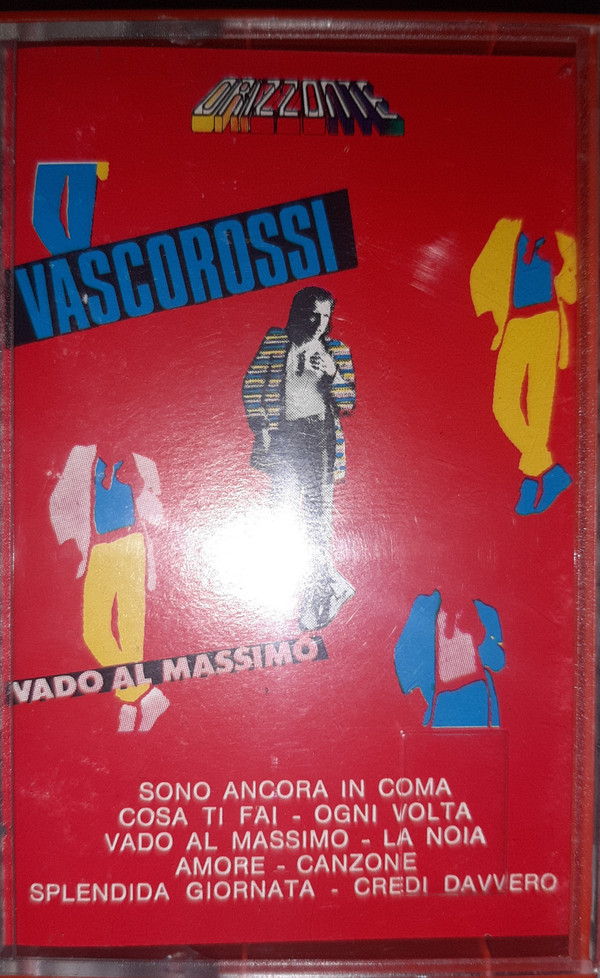 ORIZZONTE
VASCOROSSI
VADO AL MASSIMO
SONO ANCORA IN COMA
COSA TI FAI - OGNI VOLTA
VADO AL MASSIMO - LA NOIA
AMORE - CANZONE
SPLENDIDA GIORNATA - CREDI DAVVERO